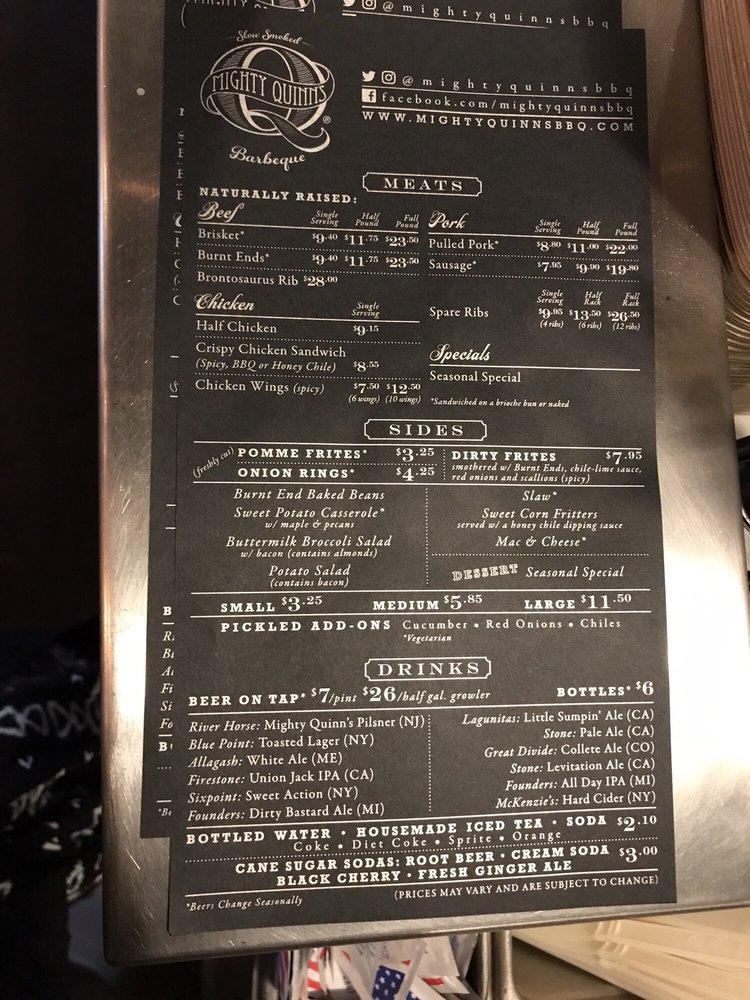 @mightyquinnsbbq
Slow Smoked
MIGHTY QUINNS
®
Barbeque
@mightyquinnsbbq
facebook.com/mightyquinnsbbq
WWW.MIGHTYQUINNSBBQ.COM
MEATS
NATURALLY RAISED:
Beef Single Serving Half Pound Full Pound
Brisket* $9.40 $11.75 $23.50
Burnt Ends* $9.40 $11.75 $23.50
Brontosaurus Rib $28.00
Chicken Single Serving
Half Chicken $9.15
Crispy Chicken Sandwich
(Spicy, BBQ or Honey Chile) $8.55
Chicken Wings (spicy) $7.50 $12.50
(6 wings) (10 wings)
Pork Single Serving Half Pound Full Pound
Pulled Pork* $8.80 $11.00 $22.00
Sausage* $7.95 $9.90 $19.80
Single Serving Half Rack Full Rack
Spare Ribs $9.95 $13.50 $26.50
(4 ribs) (6 ribs) (12 ribs)
Specials
Seasonal Special
*Sandwiched on a brioche bun or naked
SIDES
(freshly cut) POMME FRITES* $3.25
ONION RINGS* $4.25
DIRTY FRITES $7.95
smothered w/ Burnt Ends, chile-lime sauce,
red onions and scallions (spicy)
Burnt End Baked Beans
Sweet Potato Casserole*
w/ maple & pecans
Buttermilk Broccoli Salad
w/ bacon (contains almonds)
Potato Salad
(contains bacon)
Slaw*
Sweet Corn Fritters
served w/ a honey chile dipping sauce
Mac & Cheese*
DESSERT Seasonal Special
SMALL $3.25 MEDIUM $5.85 LARGE $11.50
PICKLED ADD-ONS Cucumber • Red Onions • Chiles
*Vegetarian
DRINKS
BEER ON TAP* $7/pint $26/half gal. growler BOTTLES* $6
River Horse: Mighty Quinn's Pilsner (NJ)
Blue Point: Toasted Lager (NY)
Allagash: White Ale (ME)
Firestone: Union Jack IPA (CA)
Sixpoint: Sweet Action (NY)
Founders: Dirty Bastard Ale (MI)
Lagunitas: Little Sumpin' Ale (CA)
Stone: Pale Ale (CA)
Great Divide: Collete Ale (CO)
Stone: Levitation Ale (CA)
Founders: All Day IPA (MI)
McKenzie's: Hard Cider (NY)
BOTTLED WATER • HOUSEMADE ICED TEA • SODA $2.10
Coke • Diet Coke • Sprite • Orange
CANE SUGAR SODAS: ROOT BEER • CREAM SODA $3.00
BLACK CHERRY • FRESH GINGER ALE
*Beers Change Seasonally
(PRICES MAY VARY AND ARE SUBJECT TO CHANGE)